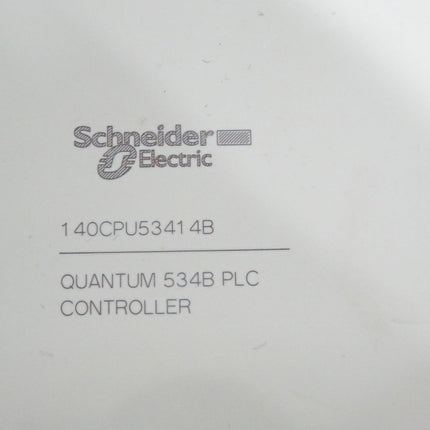 Schneider
Electric
140CPU53414B
QUANTUM 534B PLC
CONTROLLER